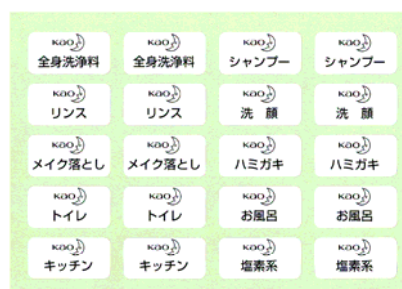 Kao Kao Kao Kao
全身洗浄料 全身洗浄料 シャンプー シャンプー
Kao Kao Kao Kao
リンス リンス 洗 顔 洗 顔
Kao Kao Kao Kao
メイク落とし メイク落とし ハミガキ ハミガキ
Kao Kao Kao Kao
トイレ トイレ お風呂 お風呂
Kao Kao Kao Kao
キッチン キッチン 塩素系 塩素系